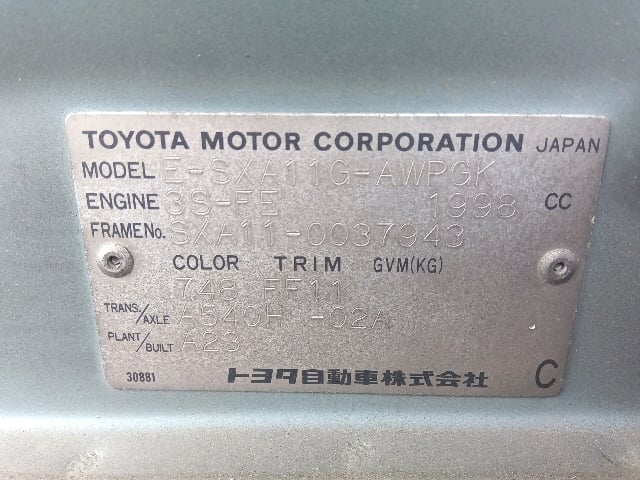 TOYOTA MOTOR CORPORATION JAPAN
MODEL E-SXA11G-AWPGK
ENGINE 3S-FE 1998 CC
FRAME No. SXA11-0037943
COLOR TRIM GVM(KG)
748 FF11
TRANS./AXLE A540H -02A
PLANT/BUILT A23
30881 トヨタ自動車株式会社 C